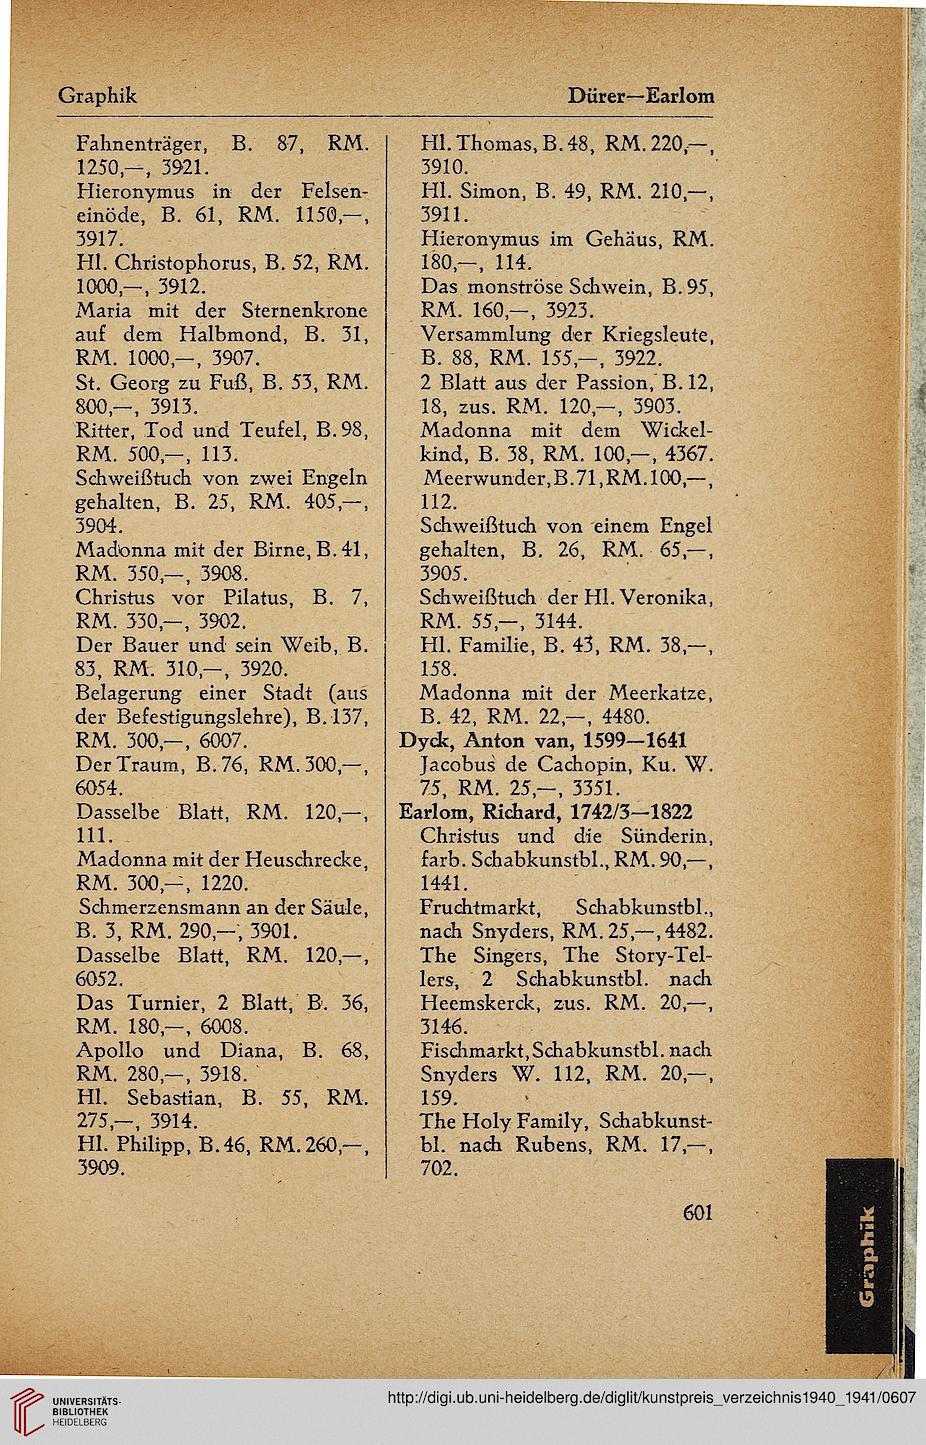 Graphik
Dürer—Earlom
Fahnenträger, B. 87, RM.
1250,—, 3921.
Hieronymus in der Felsen-
einöde, B. 61, RM. 1150,—,
3917.
Hl. Christophorus, B. 52, RM.
1000,—, 3912.
Maria mit der Sternenkrone
auf dem Halbmond, B. 31,
RM. 1000,—, 3907.
St. Georg zu Fuß, B. 53, RM.
800,—, 3913.
Ritter, Tod und Teufel, B. 98,
RM. 500,—, 113.
Schweißtuch von zwei Engeln
gehalten, B. 25, RM. 405,—,
3904.
Madonna mit der Birne, B. 41,
RM. 350,—, 3908.
Christus vor Pilatus, B. 7,
RM. 330,—, 3902.
Der Bauer und sein Weib, B.
83, RM. 310,—, 3920.
Belagerung einer Stadt (aus
der Befestigungslehre), B. 137,
RM. 300,—, 6007.
Der Traum, B. 76, RM. 300,—,
6054.
Dasselbe Blatt, RM. 120,—,
111.
Madonna mit der Heuschrecke,
RM. 300,—, 1220.
Schmerzensmann an der Säule,
B. 3, RM. 290,—, 3901.
Dasselbe Blatt, RM. 120,—,
6052.
Das Turnier, 2 Blatt, B. 36,
RM. 180,—, 6008.
Apollo und Diana, B. 68,
RM. 280,—, 3918.
Hl. Sebastian, B. 55, RM.
275,—, 3914.
Hl. Philipp, B. 46, RM. 260,—,
3909.
Hl. Thomas, B. 48, RM. 220,—,
3910.
Hl. Simon, B. 49, RM. 210,—,
3911.
Hieronymus im Gehäus, RM.
180,—, 114.
Das monströse Schwein, B. 95,
RM. 160,—, 3923.
Versammlung der Kriegsleute,
B. 88, RM. 155,—, 3922.
2 Blatt aus der Passion, B. 12,
18, zus. RM. 120,—, 3903.
Madonna mit dem Wickel-
kind, B. 38, RM. 100,—, 4367.
Meerwunder, B. 71, RM. 100,—,
112.
Schweißtuch von einem Engel
gehalten, B. 26, RM. 65,—,
3905.
Schweißtuch der Hl. Veronika,
RM. 55,—, 3144.
Hl. Familie, B. 43, RM. 38,—,
158.
Madonna mit der Meerkatze,
B. 42, RM. 22,—, 4480.
Dyck, Anton van, 1599—1641
Jacobus de Cachopin, Ku. W.
75, RM. 25,—, 3351.
Earlom, Richard, 1742/3—1822
Christus und die Sünderin,
farb. Schabkunstbl., RM. 90,—,
1441.
Fruchtmarkt, Schabkunstbl.,
nach Snyders, RM. 25,—, 4482.
The Singers, The Story-Tel-
lers, 2 Schabkunstbl. nach
Heemskerck, zus. RM. 20,—,
3146.
Fischmarkt, Schabkunstbl. nach
Snyders W. 112, RM. 20,—,
159.
The Holy Family, Schabkunst-
bl. nach Rubens, RM. 17,—,
702.
601
Graphik
UNIVERSITÄTS-
BIBLIOTHEK
HEIDELBERG
http://digi.ub.uni-heidelberg.de/diglit/kunstpreis_verzeichnis1940_1941/0607